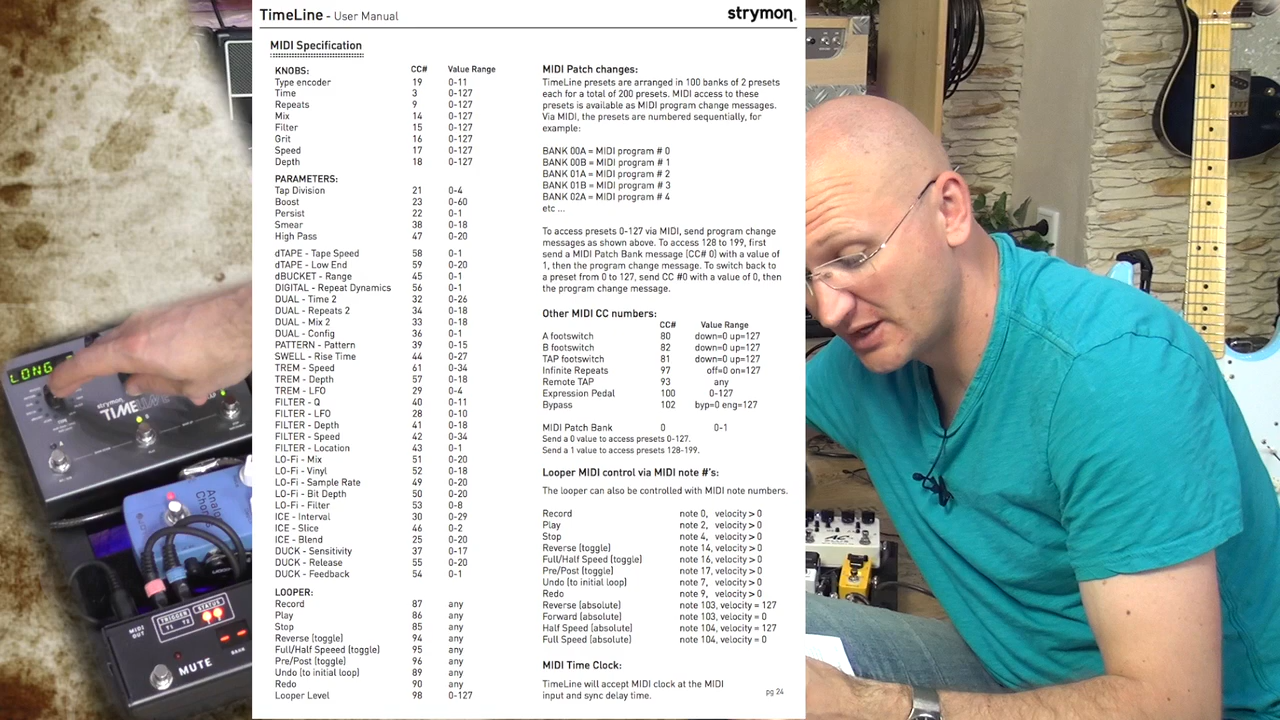 TimeLine - User Manual
strymon.
MIDI Specification
KNOBS: CC# Value Range
Type encoder 19 0-11
Time 3 0-127
Repeats 9 0-127
Mix 14 0-127
Filter 15 0-127
Grit 16 0-127
Speed 17 0-127
Depth 18 0-127
PARAMETERS:
Tap Division 21 0-4
Boost 23 0-60
Persist 22 0-1
Smear 38 0-18
High Pass 47 0-20
dTAPE - Tape Speed 58 0-1
dTAPE - Low End 59 0-20
dBUCKET - Range 45 0-1
DIGITAL - Repeat Dynamics 56 0-1
DUAL - Time 2 32 0-26
DUAL - Repeats 2 34 0-18
DUAL - Mix 2 33 0-18
DUAL - Config 36 0-1
PATTERN - Pattern 39 0-15
SWELL - Rise Time 44 0-27
TREM - Speed 61 0-34
TREM - Depth 57 0-18
TREM - LFO 29 0-4
FILTER - Q 40 0-11
FILTER - LFO 28 0-10
FILTER - Depth 41 0-18
FILTER - Speed 42 0-34
FILTER - Location 43 0-1
LO-Fi - Mix 51 0-20
LO-Fi - Vinyl 52 0-18
LO-Fi - Sample Rate 49 0-20
LO-Fi - Bit Depth 50 0-20
LO-Fi - Filter 53 0-8
ICE - Interval 30 0-29
ICE - Slice 46 0-2
ICE - Blend 25 0-20
DUCK - Sensitivity 37 0-17
DUCK - Release 55 0-20
DUCK - Feedback 54 0-1
LOOPER:
Record 87 any
Play 86 any
Stop 85 any
Reverse (toggle) 94 any
Full/Half Speeed (toggle) 95 any
Pre/Post (toggle) 96 any
Undo (to initial loop) 89 any
Redo 90 any
Looper Level 98 0-127
MIDI Patch changes:
TimeLine presets are arranged in 100 banks of 2 presets
each for a total of 200 presets. MIDI access to these
presets is available as MIDI program change messages.
Via MIDI, the presets are numbered sequentially, for
example:
BANK 00A = MIDI program # 0
BANK 00B = MIDI program # 1
BANK 01A = MIDI program # 2
BANK 01B = MIDI program # 3
BANK 02A = MIDI program # 4
etc ...
To access presets 0-127 via MIDI, send program change
messages as shown above. To access 128 to 199, first
send a MIDI Patch Bank message (CC# 0) with a value of
1, then the program change message. To switch back to
a preset from 0 to 127, send CC #0 with a value of 0, then
the program change message.
Other MIDI CC numbers:
CC# Value Range
A footswitch 80 down=0 up=127
B footswitch 82 down=0 up=127
TAP footswitch 81 down=0 up=127
Infinite Repeats 97 off=0 on=127
Remote TAP 93 any
Expression Pedal 100 0-127
Bypass 102 byp=0 eng=127
MIDI Patch Bank 0 0-1
Send a 0 value to access presets 0-127.
Send a 1 value to access presets 128-199.
Looper MIDI control via MIDI note #'s:
The looper can also be controlled with MIDI note numbers.
Record note 0, velocity > 0
Play note 2, velocity > 0
Stop note 4, velocity > 0
Reverse (toggle) note 14, velocity > 0
Full/Half Speed (toggle) note 16, velocity > 0
Pre/Post (toggle) note 17, velocity > 0
Undo (to initial loop) note 7, velocity > 0
Redo note 9, velocity > 0
Reverse (absolute) note 103, velocity = 127
Forward (absolute) note 103, velocity = 0
Half Speed (absolute) note 104, velocity = 127
Full Speed (absolute) note 104, velocity = 0
MIDI Time Clock:
TimeLine will accept MIDI clock at the MIDI
input and sync delay time.
pg 24
LONG
strymon
TIMELINE
Analog
MIDI
OUT
TRIGGER STATUS
T1 T2
BANK
MUTE
AC